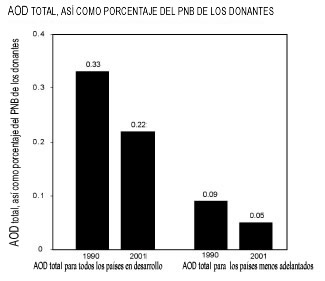 AOD TOTAL, ASÍ COMO PORCENTAJE DEL PNB DE LOS DONANTES
AOD total, así como porcentaje del PNB de los donantes
0.4
0.3
0.2
0.1
0
0.33
0.22
0.09
0.05
1990 2001 1990 2001
AOD total para todos los países en desarrollo AOD total para los países menos adelantados